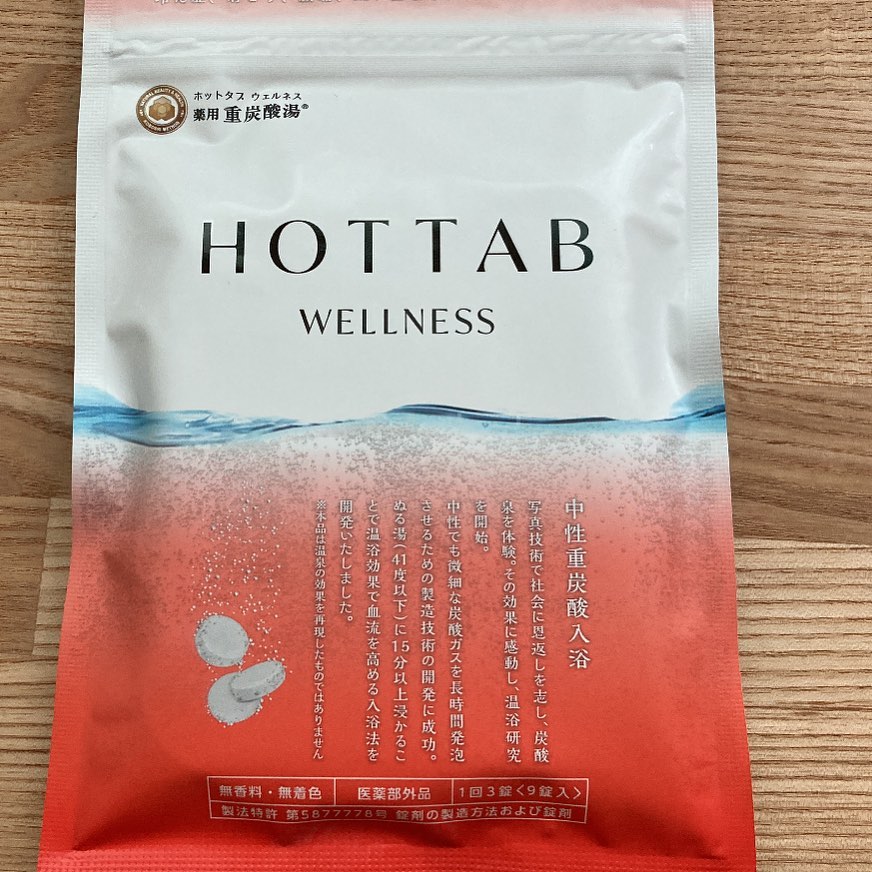 ホットタブ ウェルネス
薬用 重炭酸湯®
HOT TAB
WELLNESS
中性重炭酸入浴
写真技術で社会に恩返しを志し、炭酸
泉を体験。その効果に感動し、温浴研究
を開始。
中性でも微細な炭酸ガスを長時間発泡
させるための製造技術の開発に成功。
ぬる湯(41度以下)に15分以上浸かるこ
とで温浴効果で血流を高める入浴法を
開発いたしました。
※本品は温泉の効果を再現したものではありません
無香料・無着色
医薬部外品
1回3錠<9錠入>
製法特許 第5877778号 錠剤の製造方法および錠剤